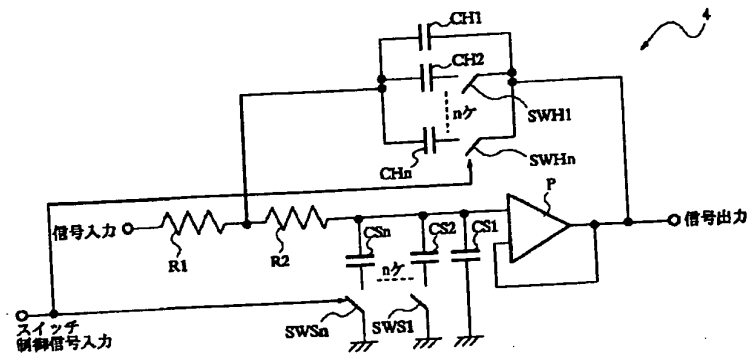 4
CH1
CH2
nケ
SWH1
CHn
SWHn
P
信号入力
R1
R2
CSn
CS2
CS1
信号出力
nケ
スイッチ
制御信号入力
SWSn
SWS1